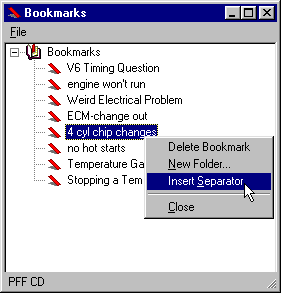 Bookmarks
File
Bookmarks
V6 Timing Question
engine won't run
Weird Electrical Problem
ECM-change out
4 cyl chip changes
no hot starts
Temperature Ga
Stopping a Tem
Delete Bookmark
New Folder...
Insert Separator
Close
PFF CD